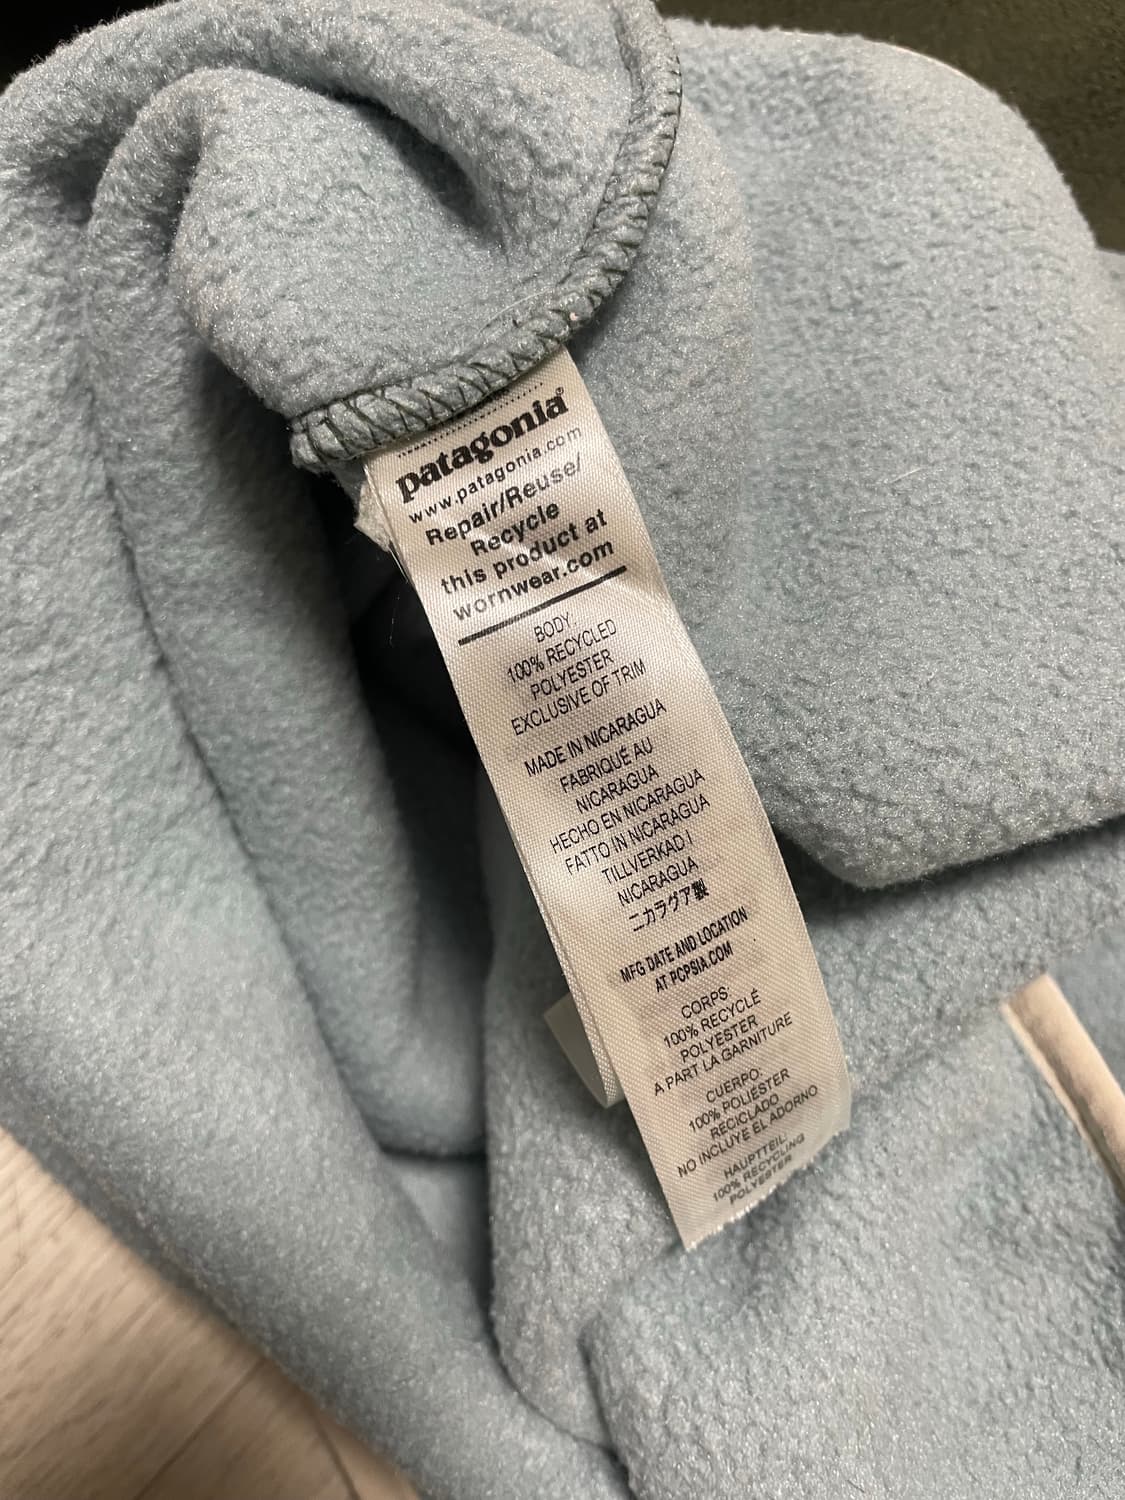 patagonia®
www.patagonia.com
Repair/Reuse/
Recycle
this product at
wornwear.com
BODY:
100% RECYCLED
POLYESTER
EXCLUSIVE OF TRIM
MADE IN NICARAGUA
FABRIQUÉ AU
NICARAGUA
HECHO EN NICARAGUA
FATTO IN NICARAGUA
TILLVERKAD I
NICARAGUA
ニカラグア製
MFG DATE AND LOCATION
AT PCPSIA.COM
CORPS:
100% RECYCLÉ
POLYESTER
A PART LA GARNITURE
CUERPO:
100% POLIÉSTER
RECICLADO
NO INCLUYE EL ADORNO
HAUPTTEIL:
100% RECYCLING
POLYESTER